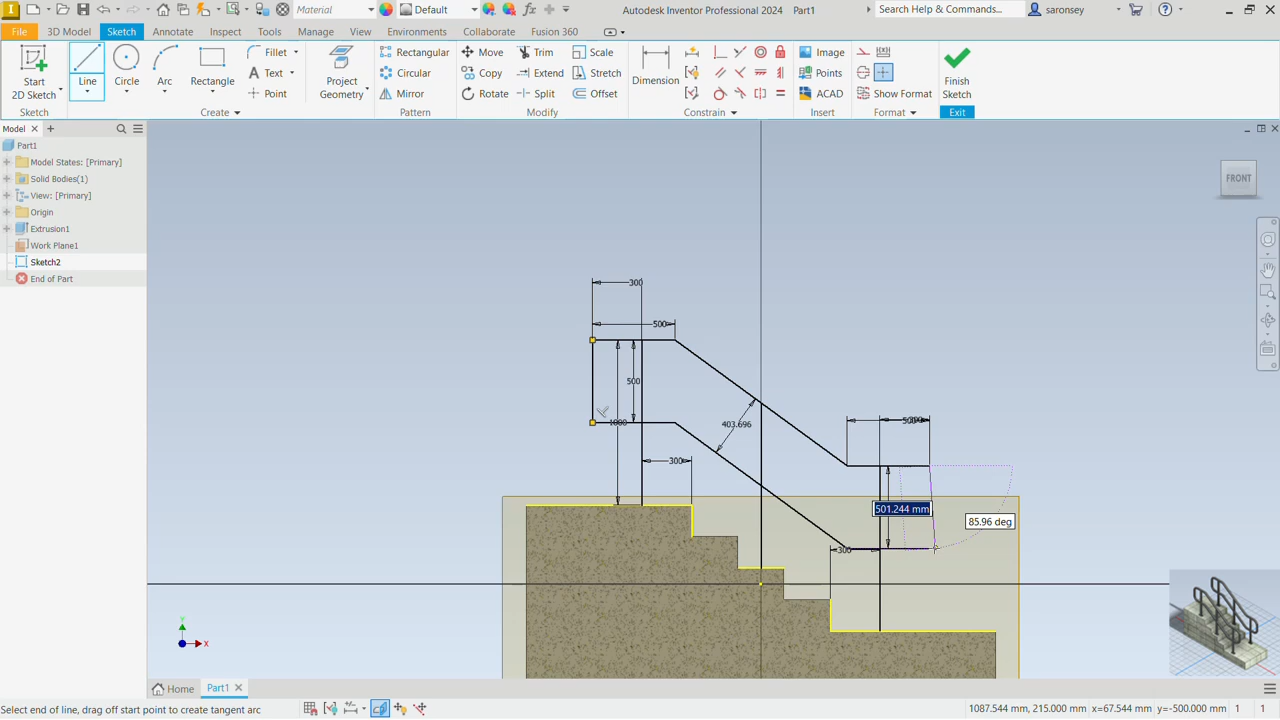 Material
Default
Autodesk Inventor Professional 2024 Part1
Search Help & Commands...
saronsey
File
3D Model
Sketch
Annotate
Inspect
Tools
Manage
View
Environments
Collaborate
Fusion 360
Start
2D Sketch
Line
Circle
Arc
Rectangle
Fillet
Text
Point
Project
Geometry
Rectangular
Circular
Mirror
Move
Copy
Rotate
Trim
Extend
Split
Scale
Stretch
Offset
Dimension
Image
Points
ACAD
Show Format
Finish
Sketch
Sketch
Create
Pattern
Modify
Constrain
Insert
Format
Exit
Model
Part1
Model States: [Primary]
Solid Bodies(1)
View: [Primary]
Origin
Extrusion1
Work Plane1
Sketch2
End of Part
FRONT
300
500
500
1000
403.696
300
501.244 mm
85.96 deg
300
Y
X
Home
Part1
Select end of line, drag off start point to create tangent arc
1087.544, 215.000 mm
x=67.544 mm
y=-500.000 mm
1
1